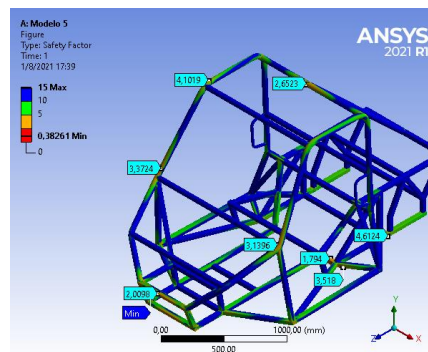 A: Modelo 5
Figure
Type: Safety Factor
Time: 1
1/8/2021 17:39
15 Max
10
5
0,38261 Min
0
ANSYS
2021 R1
4,1019
2,6523
3,3724
4,6124
3,1396
1,794
3,518
2,0098
Min
0,00
1000,00 (mm)
500,00
Y
Z
X